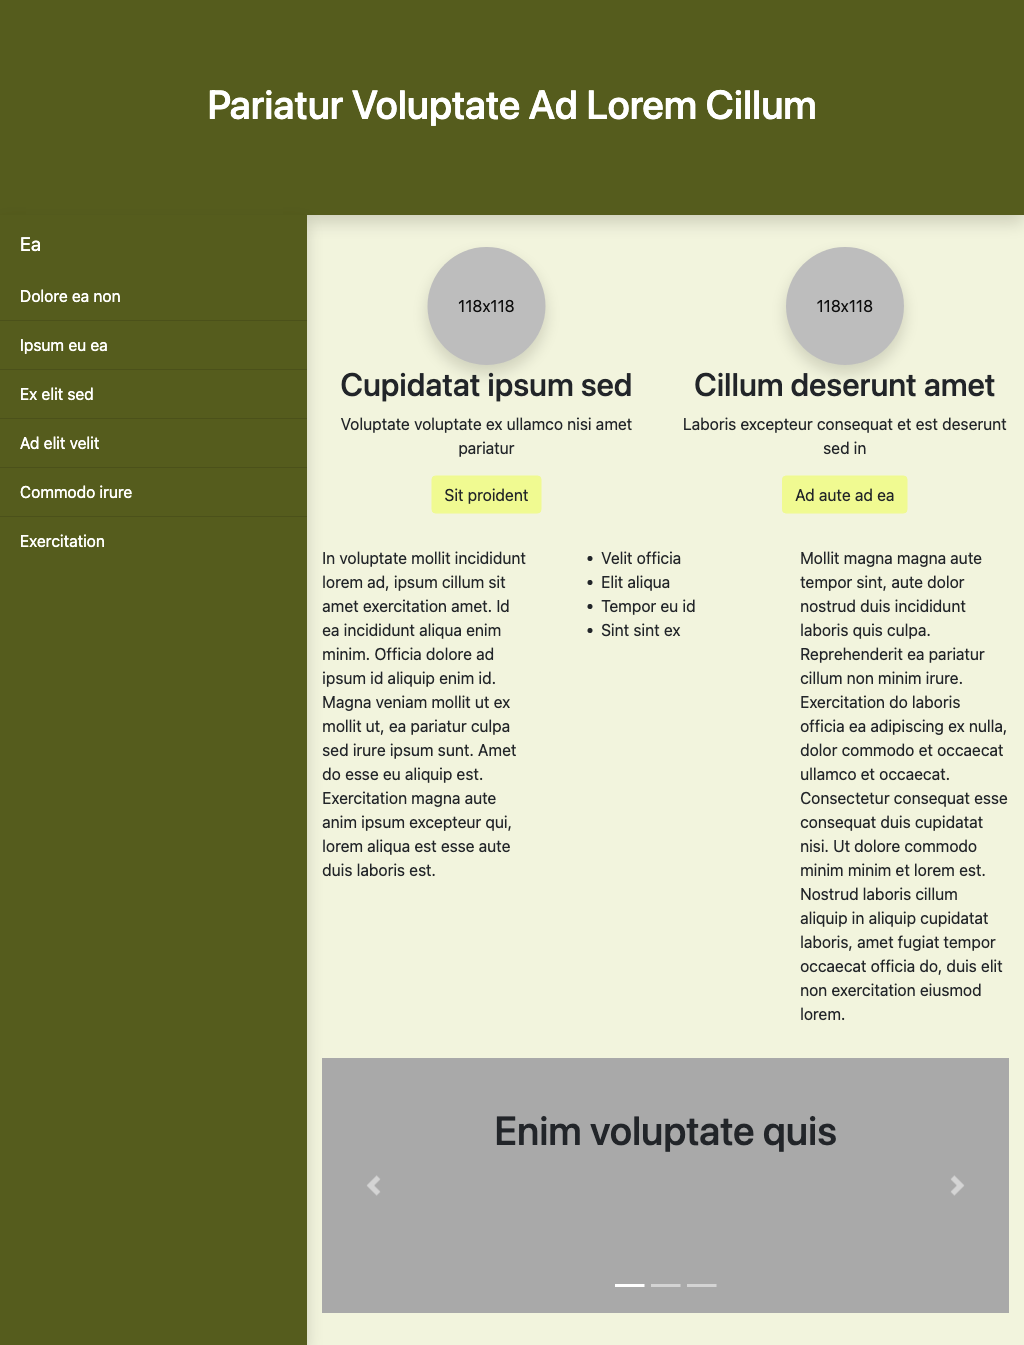 Pariatur Voluptate Ad Lorem Cillum
Ea
Dolore ea non
Ipsum eu ea
Ex elit sed
Ad elit velit
Commodo irure
Exercitation
118x118
Cupidatat ipsum sed
Voluptate voluptate ex ullamco nisi amet
pariatur
Sit proident
118x118
Cillum deserunt amet
Laboris excepteur consequat et est deserunt
sed in
Ad aute ad ea
In voluptate mollit incididunt
lorem ad, ipsum cillum sit
amet exercitation amet. Id
ea incididunt aliqua enim
minim. Officia dolore ad
ipsum id aliquip enim id.
Magna veniam mollit ut ex
mollit ut, ea pariatur culpa
sed irure ipsum sunt. Amet
do esse eu aliquip est.
Exercitation magna aute
anim ipsum excepteur qui,
lorem aliqua est esse aute
duis laboris est.
• Velit officia
• Elit aliqua
• Tempor eu id
• Sint sint ex
Mollit magna magna aute
tempor sint, aute dolor
nostrud duis incididunt
laboris quis culpa.
Reprehenderit ea pariatur
cillum non minim irure.
Exercitation do laboris
officia ea adipiscing ex nulla,
dolor commodo et occaecat
ullamco et occaecat.
Consectetur consequat esse
consequat duis cupidatat
nisi. Ut dolore commodo
minim minim et lorem est.
Nostrud laboris cillum
aliquip in aliquip cupidatat
laboris, amet fugiat tempor
occaecat officia do, duis elit
non exercitation eiusmod
lorem.
Enim voluptate quis